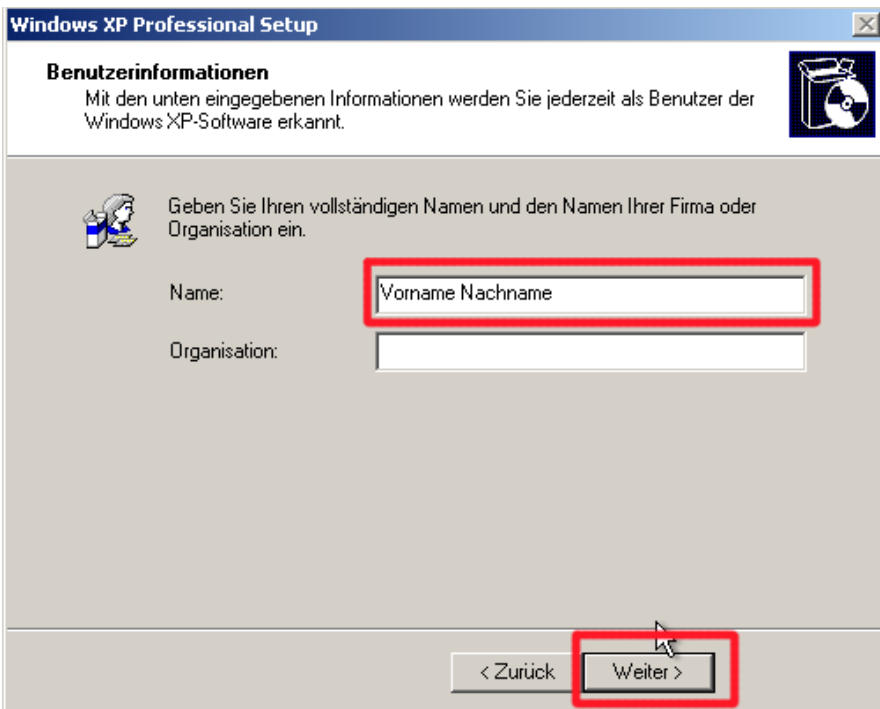 Windows XP Professional Setup
Benutzerinformationen
Mit den unten eingegebenen Informationen werden Sie jederzeit als Benutzer der
Windows XP-Software erkannt.
Geben Sie Ihren vollständigen Namen und den Namen Ihrer Firma oder
Organisation ein.
Name: Vorname Nachname
Organisation:
< Zurück Weiter >